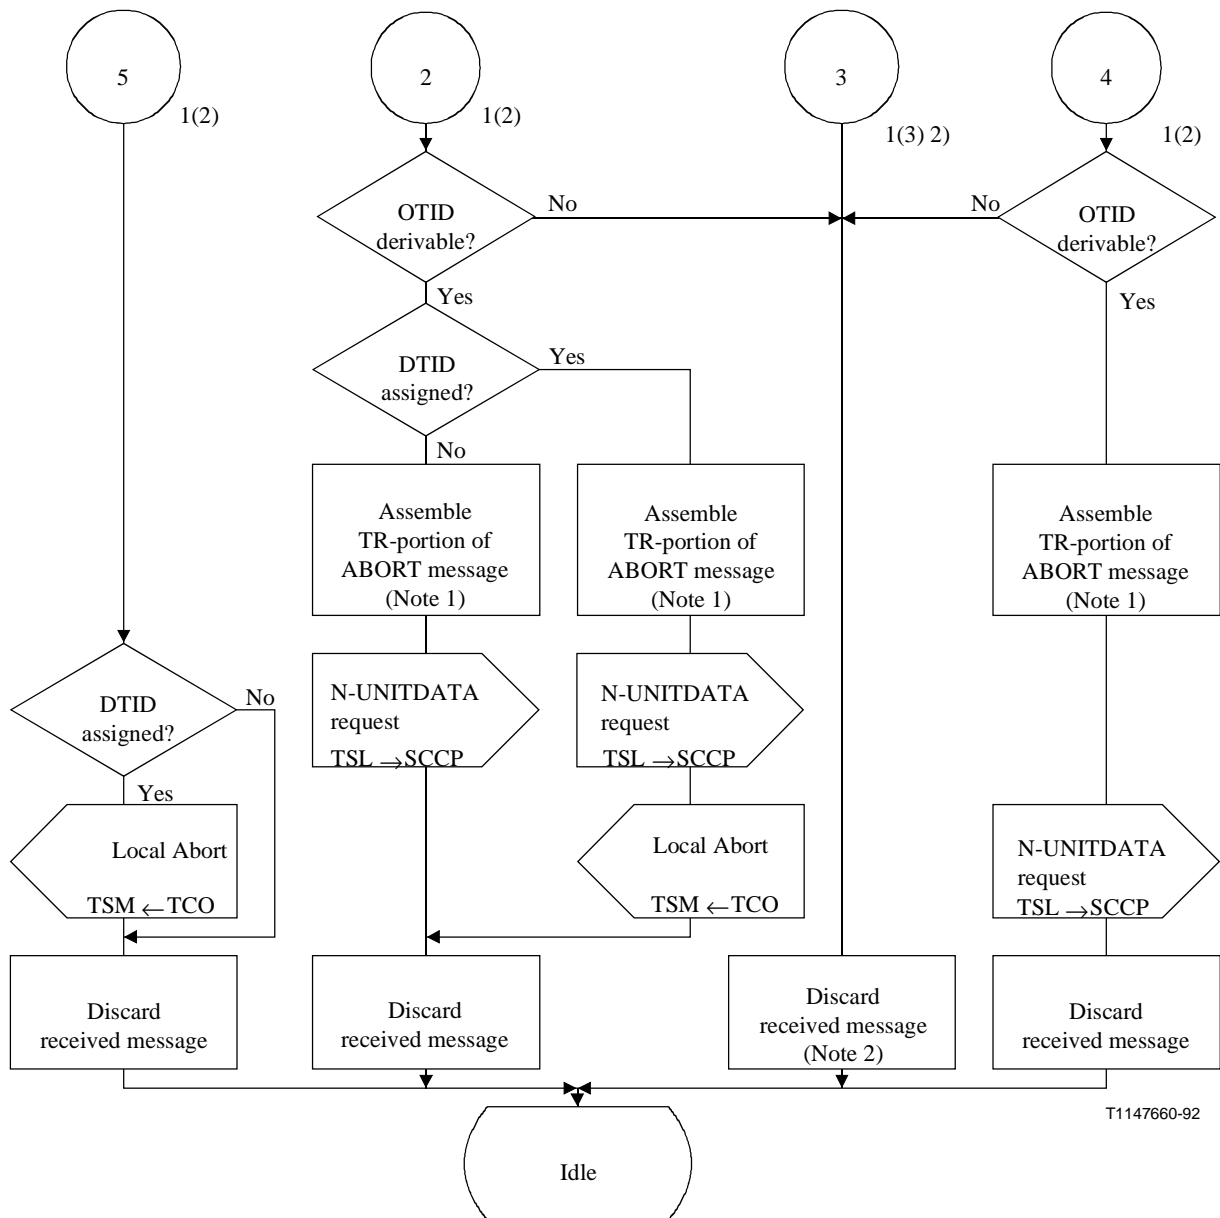 5
1(2)
2
1(2)
3
1(3) 2)
4
1(2)
OTID
derivable?
No
Yes
No
OTID
derivable?
Yes
DTID
assigned?
Yes
No
Assemble
TR-portion of
ABORT message
(Note 1)
Assemble
TR-portion of
ABORT message
(Note 1)
Assemble
TR-portion of
ABORT message
(Note 1)
DTID
assigned?
No
Yes
N-UNITDATA
request
TSL →SCCP
N-UNITDATA
request
TSL →SCCP
Local Abort
TSM ←TCO
Local Abort
TSM ←TCO
N-UNITDATA
request
TSL →SCCP
Discard
received message
Discard
received message
Discard
received message
(Note 2)
Discard
received message
T1147660-92
Idle